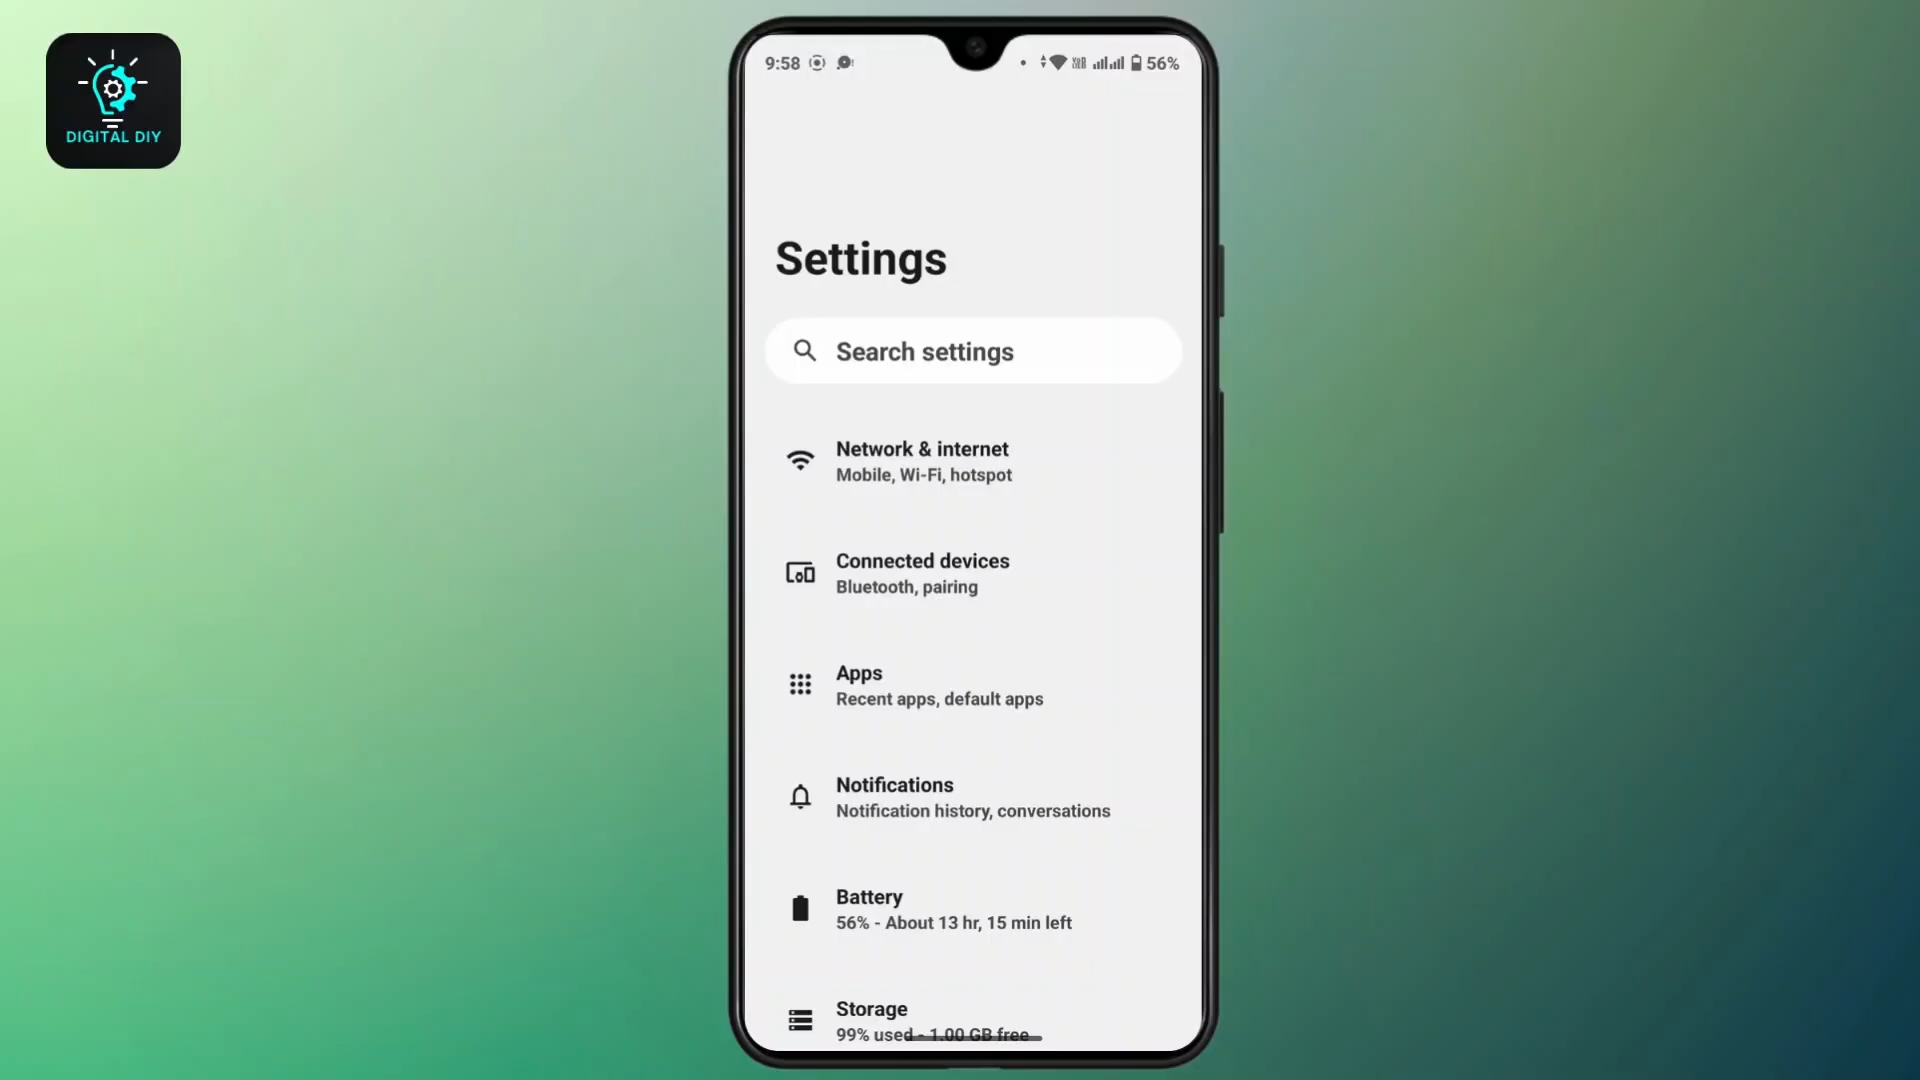 DIGITAL DIY
9:58
56%
Settings
Search settings
Network & internet
Mobile, Wi-Fi, hotspot
Connected devices
Bluetooth, pairing
Apps
Recent apps, default apps
Notifications
Notification history, conversations
Battery
56% - About 13 hr, 15 min left
Storage
99% used - 1.00 GB free